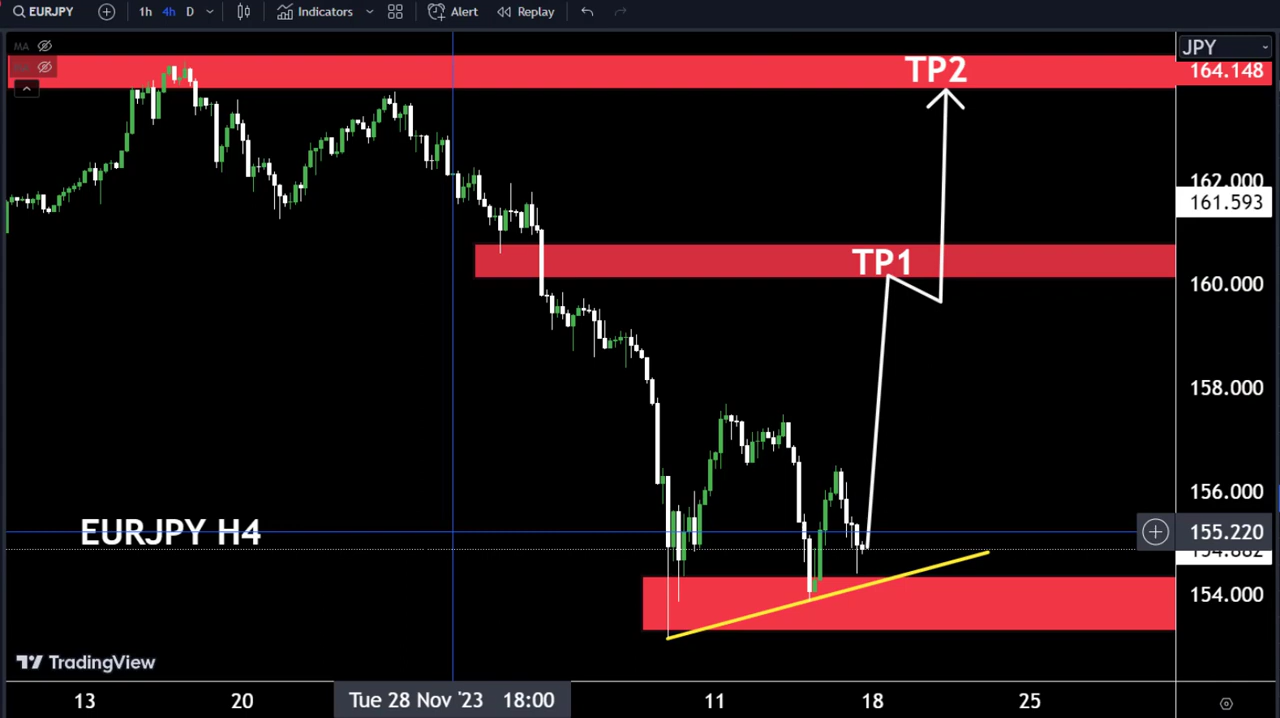 EURJPY 1h 4h D Indicators Alert Replay
MA
JPY
TP2
164.148
162.000
161.593
TP1
160.000
158.000
156.000
EURJPY H4
155.220
154.000
TradingView
13 20 Tue 28 Nov '23 18:00 11 18 25